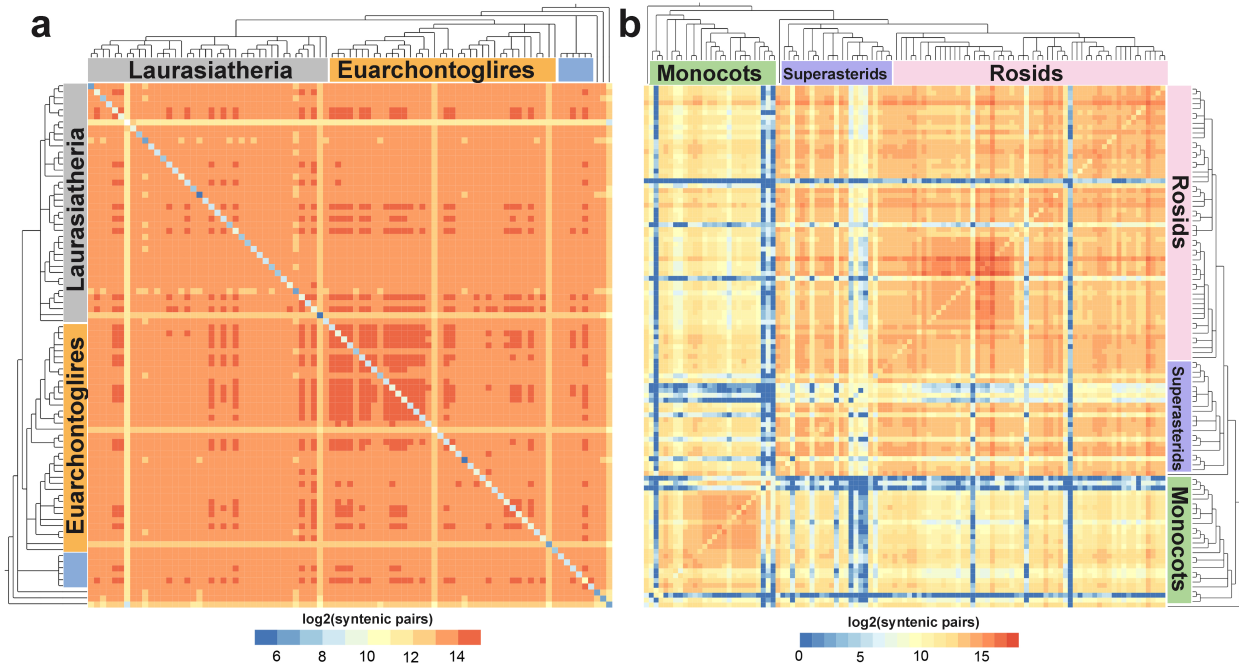 a
b
Laurasiatheria
Euarchontoglires
Monocots
Superasterids
Rosids
Laurasiatheria
Euarchontoglires
Rosids
Superasterids
Monocots
log2(syntenic pairs)
6 8 10 12 14
log2(syntenic pairs)
0 5 10 15